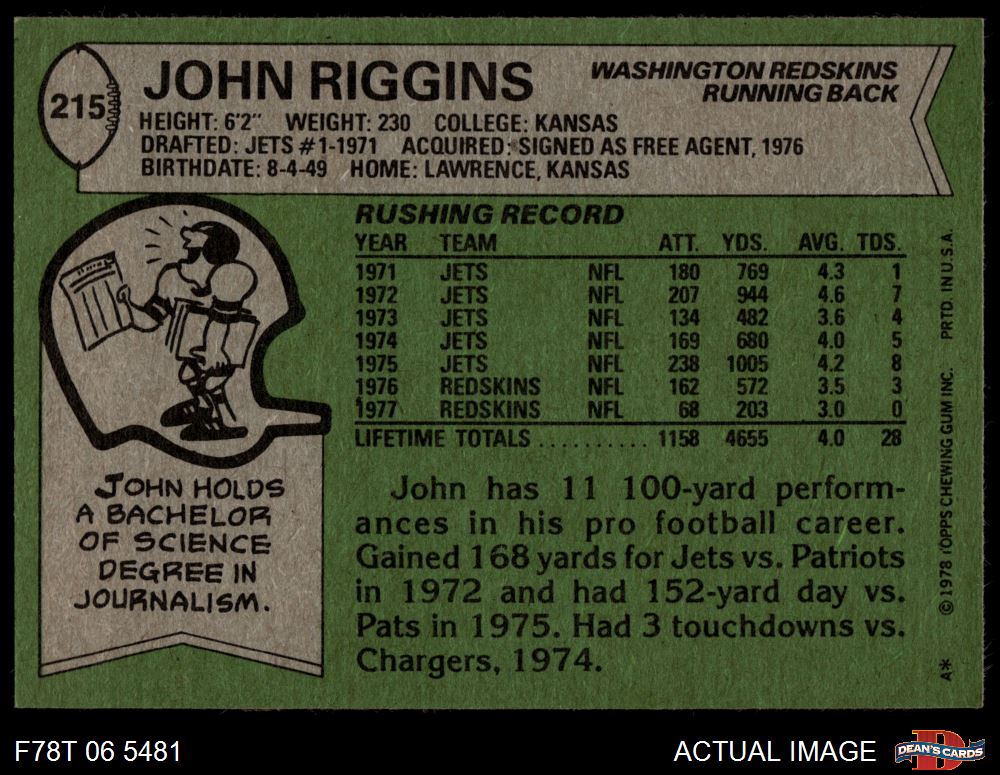 215
JOHN RIGGINS
WASHINGTON REDSKINS
RUNNING BACK
HEIGHT: 6'2" WEIGHT: 230 COLLEGE: KANSAS
DRAFTED: JETS #1-1971 ACQUIRED: SIGNED AS FREE AGENT, 1976
BIRTHDATE: 8-4-49 HOME: LAWRENCE, KANSAS
RUSHING RECORD
YEAR TEAM ATT. YDS. AVG. TDS.
1971 JETS NFL 180 769 4.3 1
1972 JETS NFL 207 944 4.6 7
1973 JETS NFL 134 482 3.6 4
1974 JETS NFL 169 680 4.0 5
1975 JETS NFL 238 1005 4.2 8
1976 REDSKINS NFL 162 572 3.5 3
1977 REDSKINS NFL 68 203 3.0 0
LIFETIME TOTALS .......... 1158 4655 4.0 28
JOHN HOLDS
A BACHELOR
OF SCIENCE
DEGREE IN
JOURNALISM.
John has 11 100-yard perform-
ances in his pro football career.
Gained 168 yards for Jets vs. Patriots
in 1972 and had 152-yard day vs.
Pats in 1975. Had 3 touchdowns vs.
Chargers, 1974.
A* © 1978 TOPPS CHEWING GUM INC. PRTD. IN U.S.A.
F78T 06 5481
ACTUAL IMAGE
D
DEAN'S CARDS